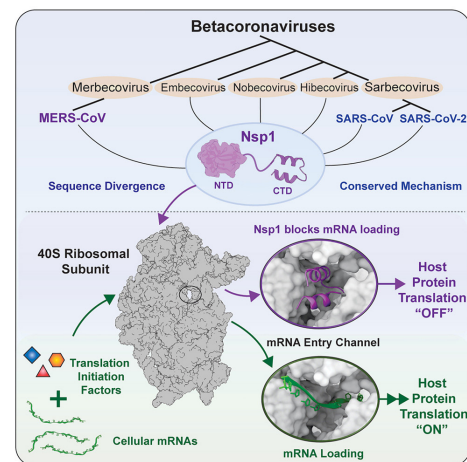 Betacoronaviruses
Merbecovirus
Embecovirus
Nobecovirus
Hibecovirus
Sarbecovirus
MERS-CoV
SARS-CoV
SARS-CoV-2
Nsp1
NTD
CTD
Sequence Divergence
Conserved Mechanism
40S Ribosomal
Subunit
Nsp1 blocks mRNA loading
Host
Protein
Translation
“OFF”
mRNA Entry Channel
Translation
Initiation
Factors
+
Cellular mRNAs
mRNA Loading
Host
Protein
Translation
“ON”